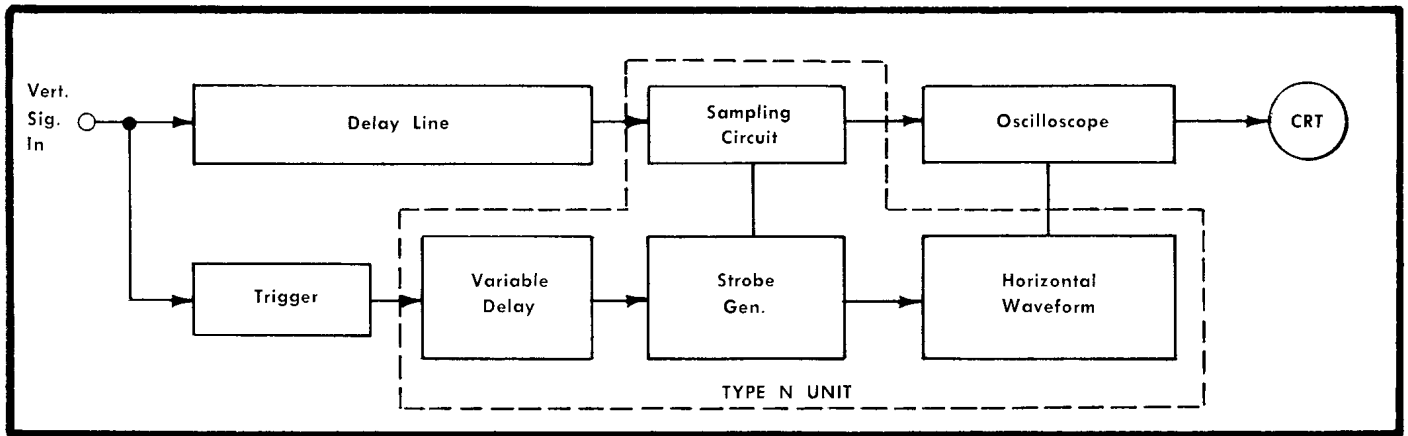 Vert.
Sig.
In
Delay Line
Sampling
Circuit
Oscilloscope
CRT
Trigger
Variable
Delay
Strobe
Gen.
Horizontal
Waveform
TYPE N UNIT